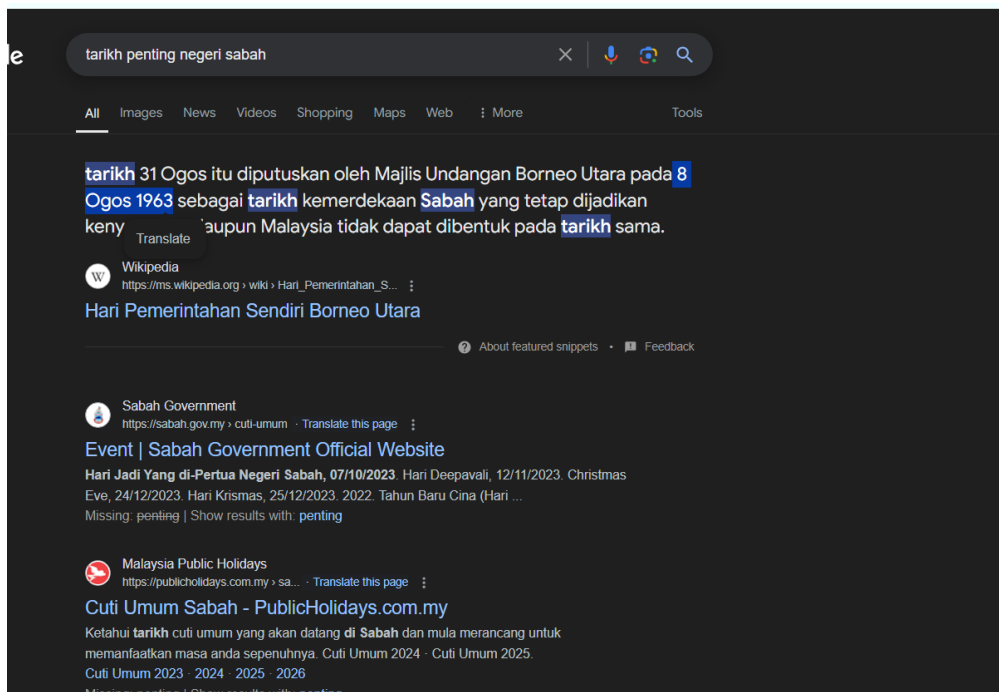 le
tarikh penting negeri sabah
All Images News Videos Shopping Maps Web More Tools
tarikh 31 Ogos itu diputuskan oleh Majlis Undangan Borneo Utara pada 8
Ogos 1963 sebagai tarikh kemerdekaan Sabah yang tetap dijadikan
keny aupun Malaysia tidak dapat dibentuk pada tarikh sama.
Translate
W
Wikipedia
https://ms.wikipedia.org › wiki › Hari_Pemerintahan_S...
Hari Pemerintahan Sendiri Borneo Utara
About featured snippets • Feedback
Sabah Government
https://sabah.gov.my › cuti-umum · Translate this page
Event | Sabah Government Official Website
Hari Jadi Yang di-Pertua Negeri Sabah, 07/10/2023. Hari Deepavali, 12/11/2023. Christmas
Eve, 24/12/2023. Hari Krismas, 25/12/2023. 2022. Tahun Baru Cina (Hari ...
Missing: penting | Show results with: penting
Malaysia Public Holidays
https://publicholidays.com.my › sa... · Translate this page
Cuti Umum Sabah - PublicHolidays.com.my
Ketahui tarikh cuti umum yang akan datang di Sabah dan mula merancang untuk
memanfaatkan masa anda sepenuhnya. Cuti Umum 2024 · Cuti Umum 2025.
Cuti Umum 2023 · 2024 · 2025 · 2026
Missing: penting | Show results with: penting